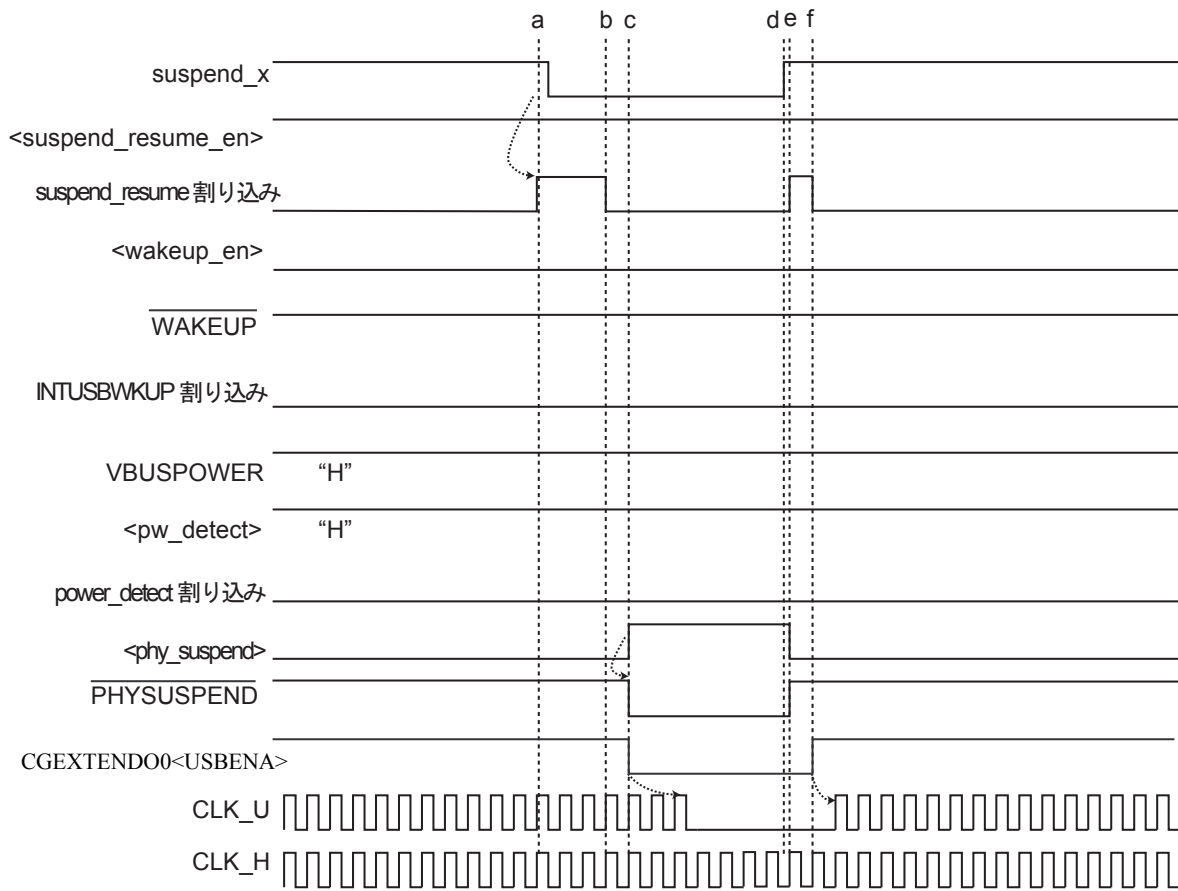 a b c d e f
suspend_x
<suspend_resume_en>
suspend_resume 割り込み
<wakeup_en>
WAKEUP
INTUSBWKUP 割り込み
VBUSPOWER “H”
<pw_detect> “H”
power_detect 割り込み
<phy_suspend>
PHYSUSPEND
CGEXTENDO0<USBENA>
CLK_U
CLK_H